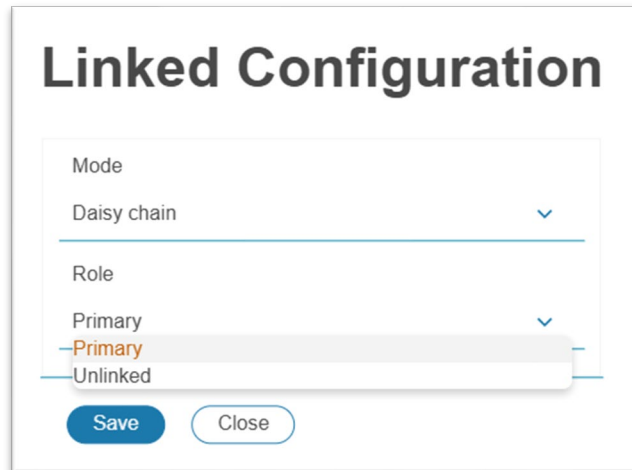 Linked Configuration
Mode
Daisy chain
Role
Primary
Primary
Unlinked
Save
Close